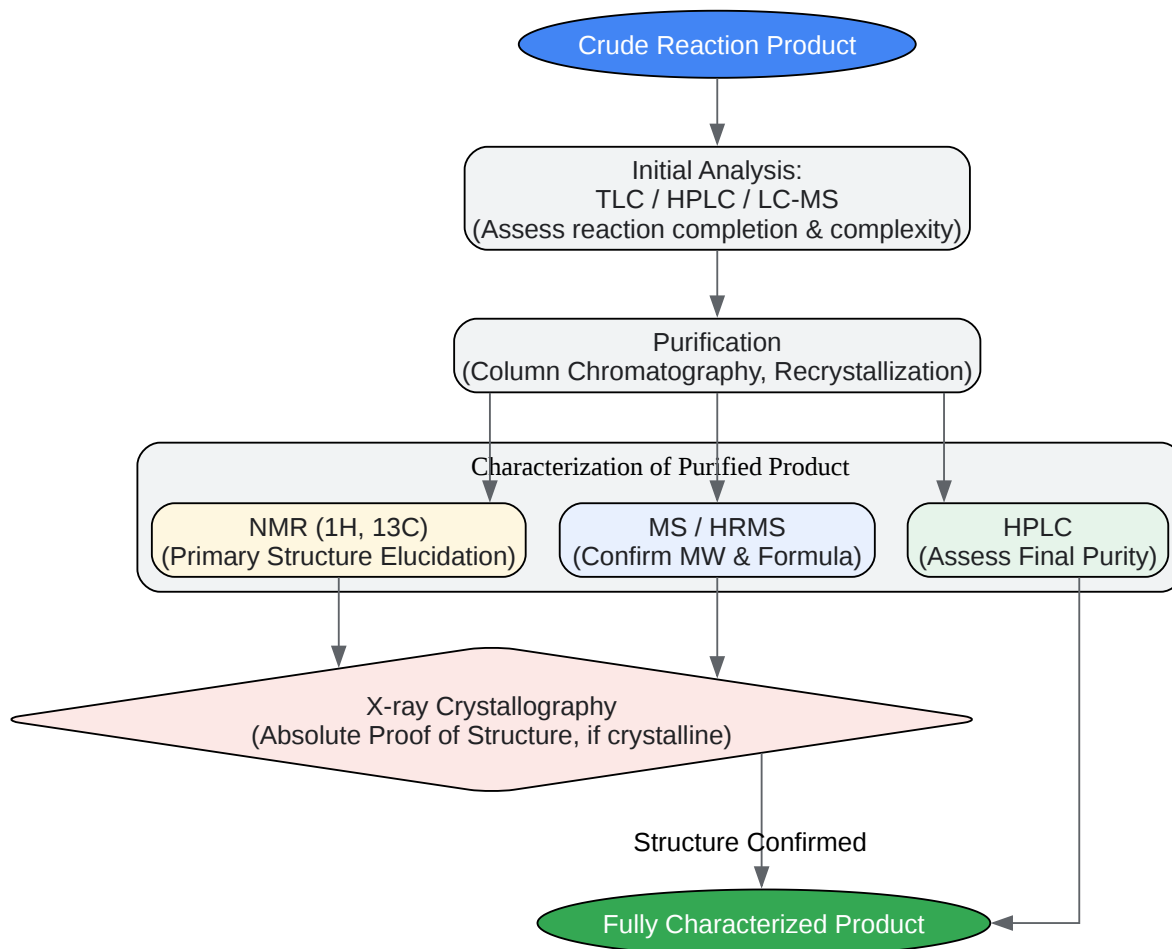 Crude Reaction Product
Initial Analysis:
TLC / HPLC / LC-MS
(Assess reaction completion & complexity)
Purification
(Column Chromatography, Recrystallization)
Characterization of Purified Product
NMR (1H, 13C)
(Primary Structure Elucidation)
MS / HRMS
(Confirm MW & Formula)
HPLC
(Assess Final Purity)
X-ray Crystallography
(Absolute Proof of Structure, if crystalline)
Structure Confirmed
Fully Characterized Product